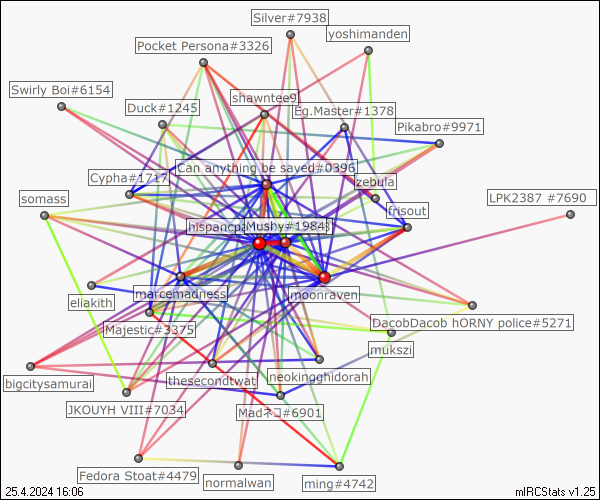 Silver#7938
yoshimanden
Pocket Persona#3326
Swirly Boi#6154
shawntee9
Duck#1245
Eg.Master#1378
Pikabro#9971
Can anything be sayed#0396
Cypha#1717
zebula
somass
LPK2387 #7690
frisout
Mushy#1984
marcemadness
moonraven
eliakith
DacobDacob hORNY police#5271
Majestic#3375
mukszi
bigcitysamurai
thesecondtwat
neokingghidorah
JKOUYH VIII#7034
Madネコ#6901
Fedora Stoat#4479
normalwan
ming#4742
25.4.2024 16:06
mIRCStats v1.25